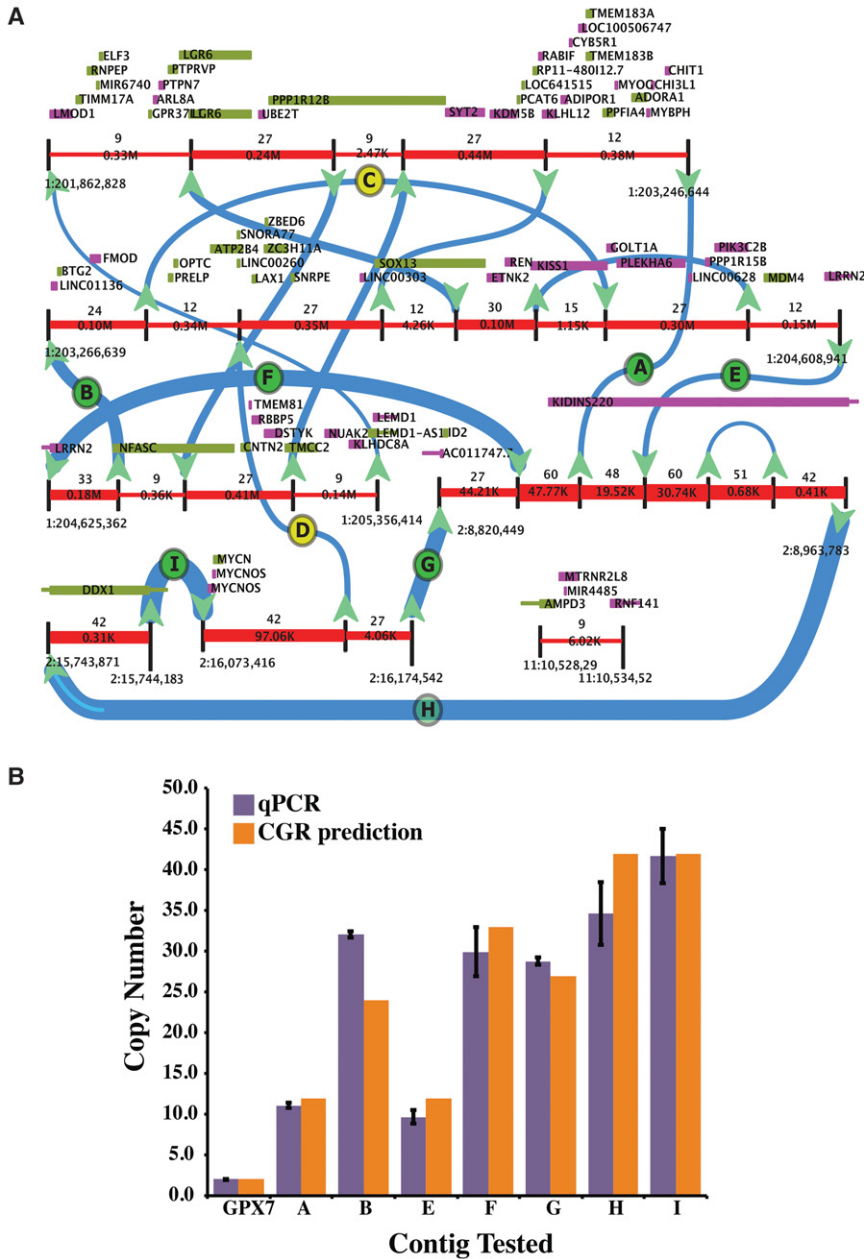 A
TMEM183A
LOC100506747
CYB5R1
ELF3 LGR6 RABIF TMEM183B
RNPEP PTPRVP RP11-480I12.7 CHIT1
MIR6740 PTPN7 LOC641515 MYOGCHI3L1
TIMM17A ARL8A PPP1R12B PCAT6 ADIPOR1 ADORA1
LMOD1 GPR37L LGR6 UBE2T SYT2 KDM5B KLHL12 PPFIA4 MYBPH
9 27 9 27 12
0.33M 0.24M 2.47K 0.44M 0.38M
C
1:201,862,828 1:203,246,644
ZBED6
SNORA77
FMOD OPTC ATP2B4 ZC3H11A SOX13 REN GOLT1A PIK3C2B
BTG2 LINC00260 KISS1 PLEKHA6 PPP1R15B
LINC01136 PRELP LAX1 SNRPE LINC00303 ETNK2 LINC00628 MDM4 LRRN2
24 12 27 12 30 15 27 12
0.10M 0.34M 0.35M 4.26K 0.10M 1.15K 0.30M 0.15M
1:203,266,639 1:204,608,941
B F A E
TMEM81 KIDINS220
RBBP5 LEMD1
DSTYK NUAK2 LEMD1-AS1 ID2
LRRN2 NFASC CNTN2 TMCC2 KLHDC8A AC011747.
33 9 27 9 27 60 48 60 51 42
0.18M 0.36K 0.41M 0.14M 44.21K 47.77K 19.52K 30.74K 0.68K 0.41K
1:204,625,362 1:205,356,414 2:8,820,449 2:8,963,783
D
I G
MYCN
MYCNOS MTRNR2L8
DDX1 MYCNOS MIR4485
AMPD3 RNF141
42 42 27 9
0.31K 97.06K 4.06K 6.02K
2:15,743,871 2:16,073,416 11:10,528,29
2:15,744,183 2:16,174,542 11:10,534,52
H
B
qPCR
CGR prediction
Copy Number
50.0
45.0
40.0
35.0
30.0
25.0
20.0
15.0
10.0
5.0
0.0
GPX7 A B E F G H I
Contig Tested